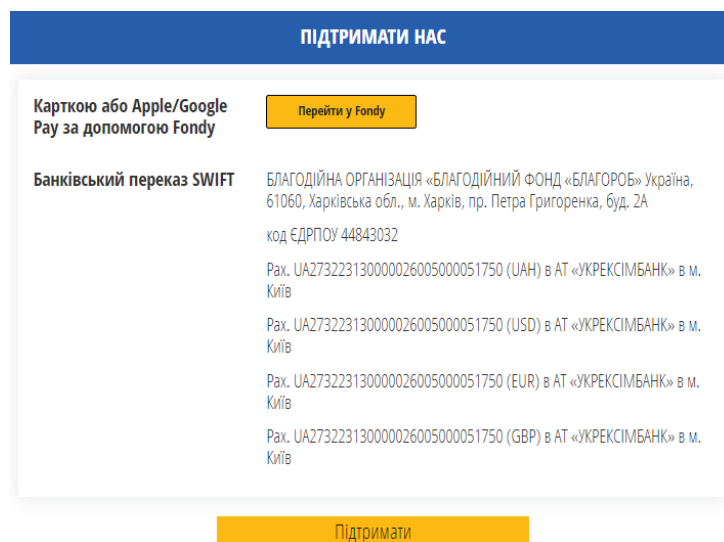 ПІДТРИМАТИ НАС
Карткою або Apple/Google
Pay за допомогою Fondy
Перейти у Fondy
Банківський переказ SWIFT
БЛАГОДІЙНА ОРГАНІЗАЦІЯ «БЛАГОДІЙНИЙ ФОНД «БЛАГОРОБ» Україна,
61060, Харківська обл., м. Харків, пр. Петра Григоренка, буд. 2А
код ЄДРПОУ 44843032
Рах. UA273223130000026005000051750 (UAH) в АТ «УКРЕКСІМБАНК» в м.
Київ
Рах. UA273223130000026005000051750 (USD) в АТ «УКРЕКСІМБАНК» в м.
Київ
Рах. UA273223130000026005000051750 (EUR) в АТ «УКРЕКСІМБАНК» в м.
Київ
Рах. UA273223130000026005000051750 (GBP) в АТ «УКРЕКСІМБАНК» в м.
Київ
Підтримати